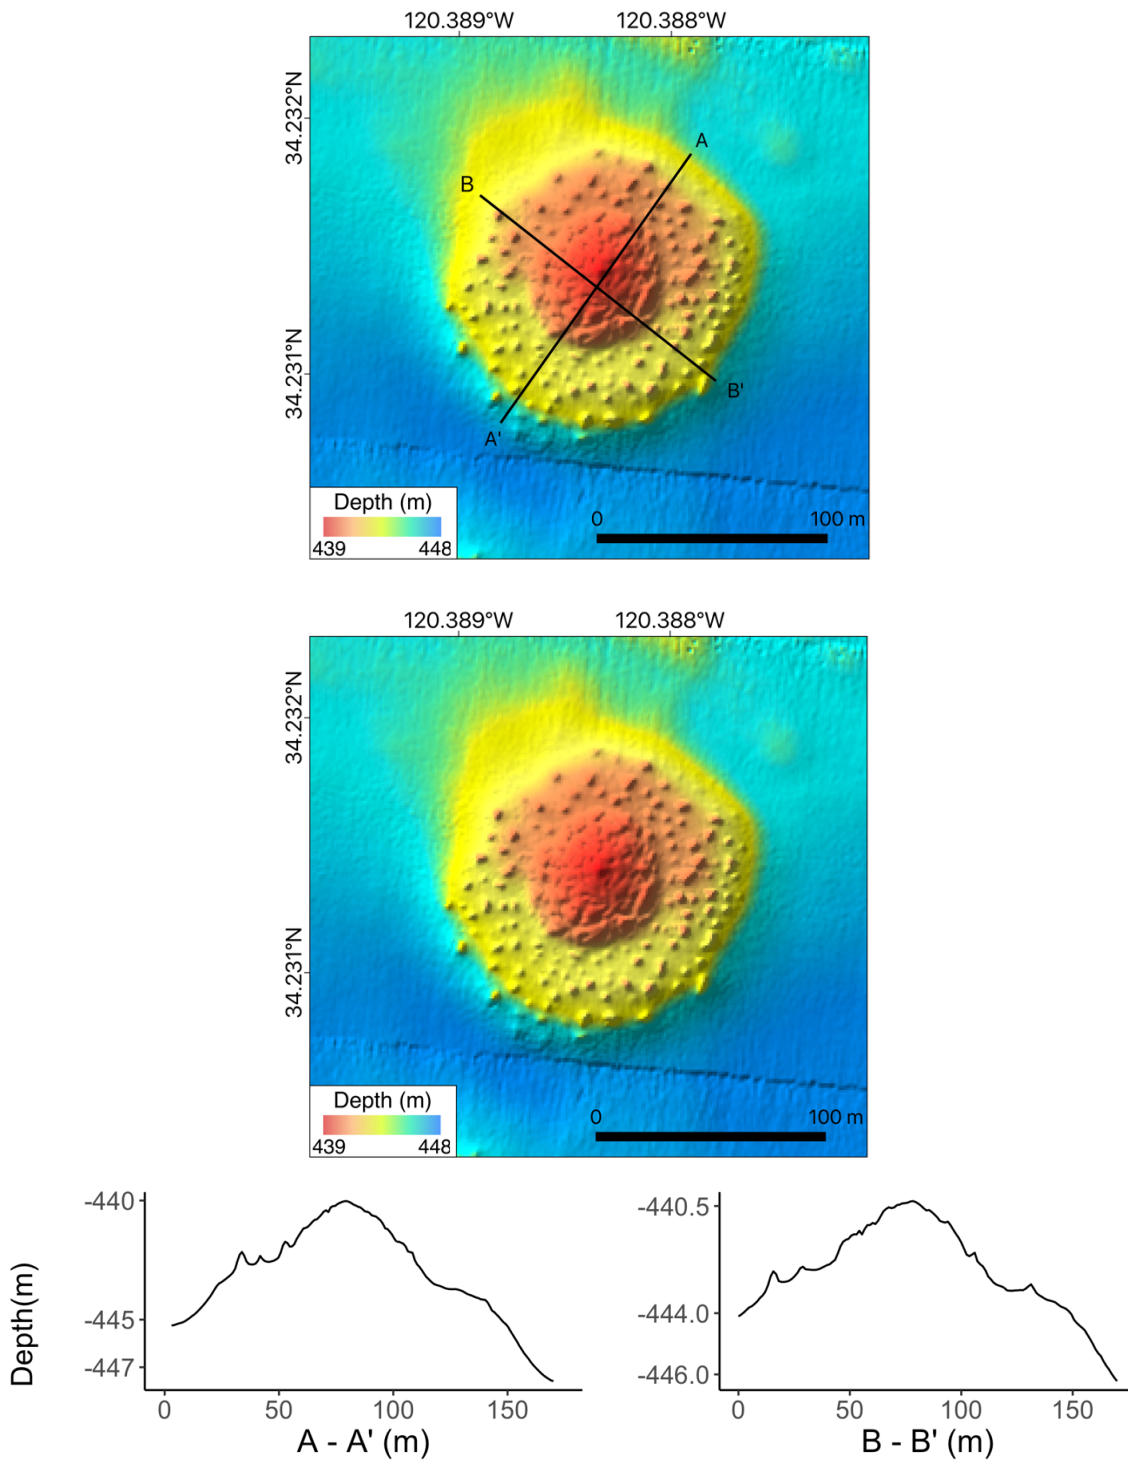 120.389°W 120.388°W
34.232°N
A
B
34.231°N
B'
A'
Depth (m)
439 448
0 100 m
120.389°W 120.388°W
34.232°N
34.231°N
Depth (m)
439 448
0 100 m
Depth(m)
-440
-445
-447
0 50 100 150
A - A' (m)
-440.5
-444.0
-446.0
0 50 100 150
B - B' (m)